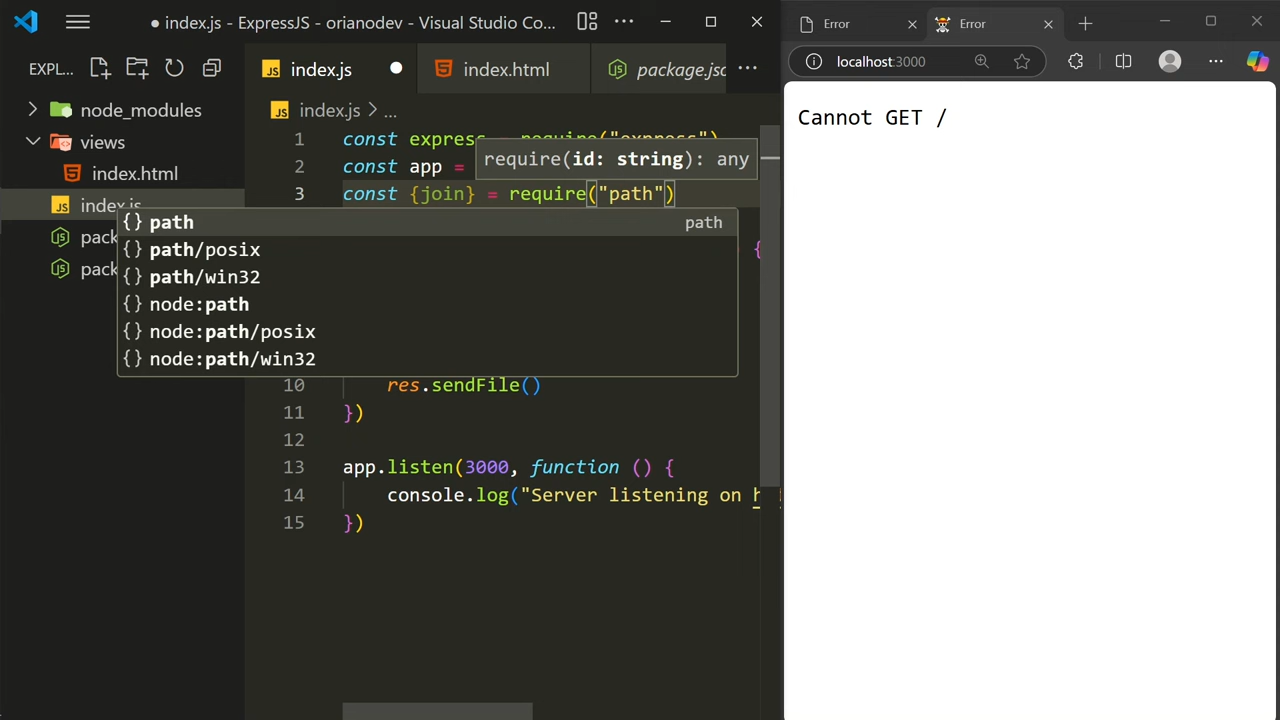 ● index.js - ExpressJS - orianodev - Visual Studio Co...
EXPL...
node_modules
views
index.html
index.js
pack
pack
JS index.js ●
index.html
package.jsc
JS index.js > ...
1 const express = require("express")
2 const app =
require(id: string): any
3 const {join} = require("path")
{} path path
{} path/posix
{} path/win32
{} node:path
{} node:path/posix
{} node:path/win32
{
10 res.sendFile()
11 })
12
13 app.listen(3000, function () {
14 console.log("Server listening on h
15 })
Error
Error
localhost:3000
Cannot GET /